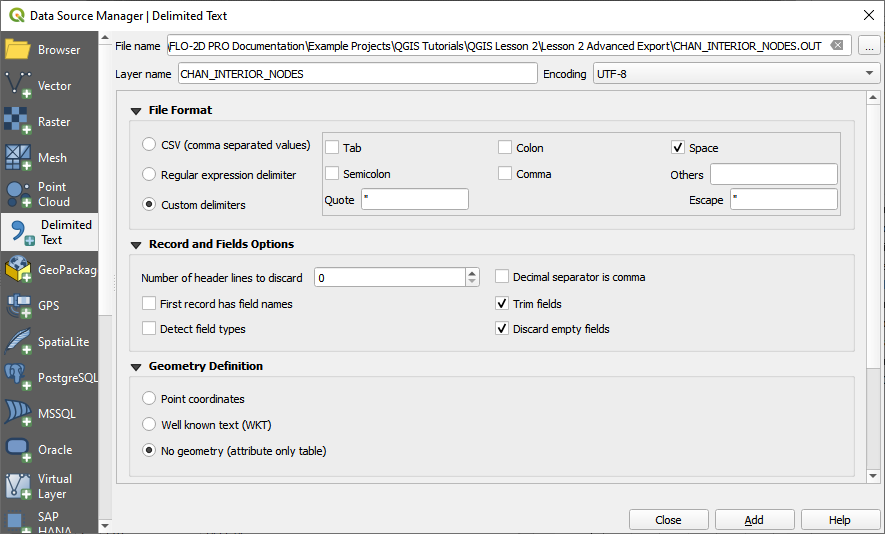 Data Source Manager | Delimited Text
Browser
Vector
Raster
Mesh
Point
Cloud
Delimited
Text
GeoPackag
GPS
SpatiaLite
PostgreSQL
MSSQL
Oracle
Virtual
Layer
SAP
HANA
File name \FLO-2D PRO Documentation\Example Projects\QGIS Tutorials\QGIS Lesson 2\Lesson 2 Advanced Export\CHAN_INTERIOR_NODES.OUT ...
Layer name CHAN_INTERIOR_NODES Encoding UTF-8
File Format
CSV (comma separated values)
Regular expression delimiter
Custom delimiters
Tab Colon Space
Semicolon Comma Others
Quote " Escape "
Record and Fields Options
Number of header lines to discard 0 Decimal separator is comma
First record has field names Trim fields
Detect field types Discard empty fields
Geometry Definition
Point coordinates
Well known text (WKT)
No geometry (attribute only table)
Close Add Help